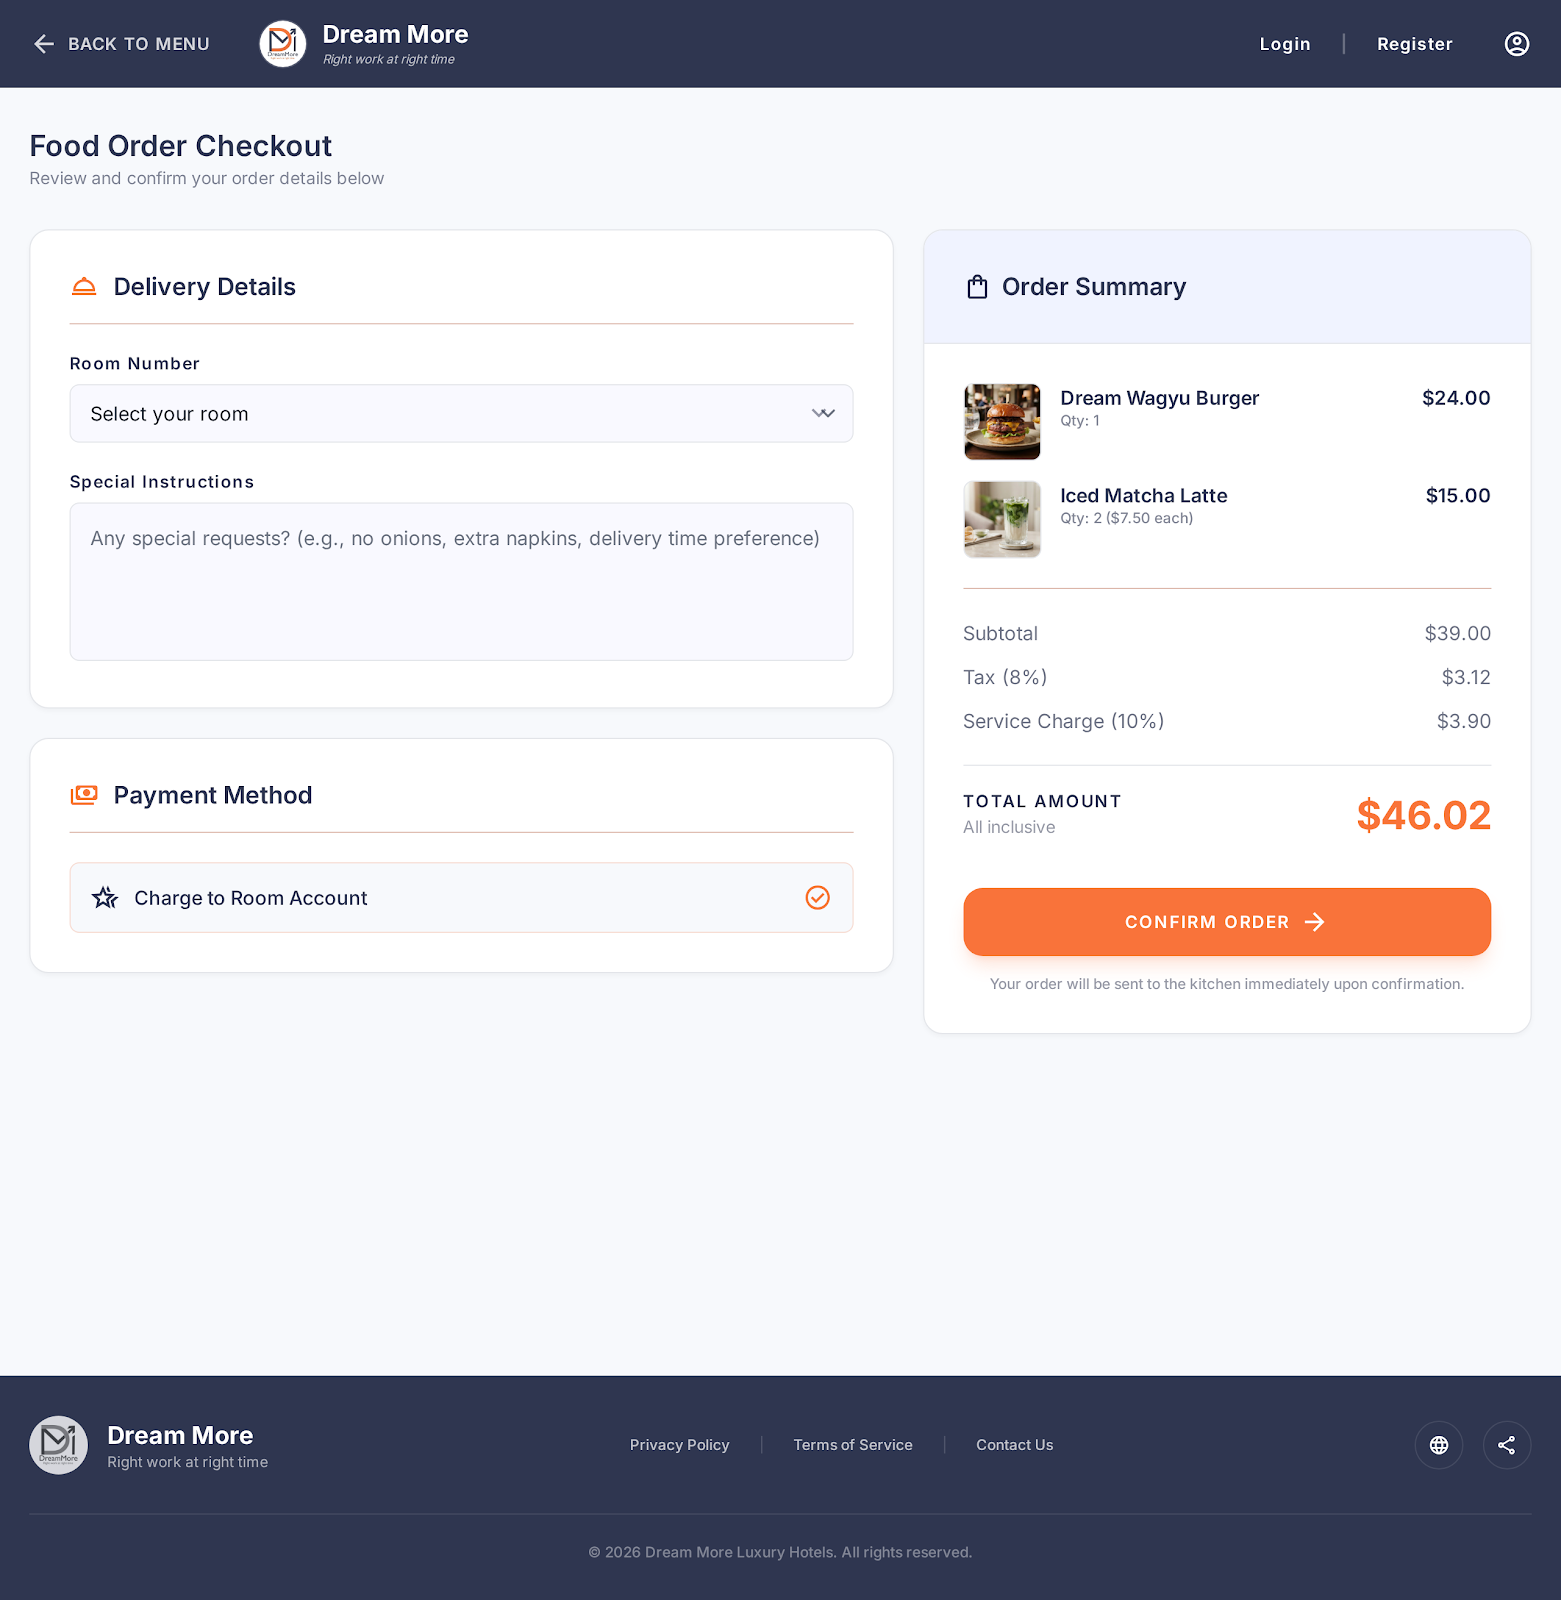 BACK TO MENU
Dream More
Right work at right time
Login
Register
Food Order Checkout
Review and confirm your order details below
Delivery Details
Room Number
Select your room
Special Instructions
Any special requests? (e.g., no onions, extra napkins, delivery time preference)
Payment Method
Charge to Room Account
Order Summary
Dream Wagyu Burger $24.00
Qty: 1
Iced Matcha Latte $15.00
Qty: 2 ($7.50 each)
Subtotal $39.00
Tax (8%) $3.12
Service Charge (10%) $3.90
TOTAL AMOUNT
All inclusive
$46.02
CONFIRM ORDER
Your order will be sent to the kitchen immediately upon confirmation.
DreamMore
Dream More
Right work at right time
Privacy Policy
Terms of Service
Contact Us
© 2026 Dream More Luxury Hotels. All rights reserved.